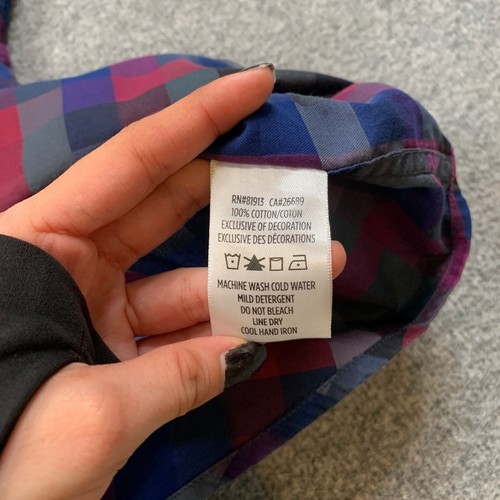 RN#81913 CA#26689
100% COTTON/COTON
EXCLUSIVE OF DECORATION
EXCLUSIVE DES DÉCORATIONS
MACHINE WASH COLD WATER
MILD DETERGENT
DO NOT BLEACH
LINE DRY
COOL HAND IRON